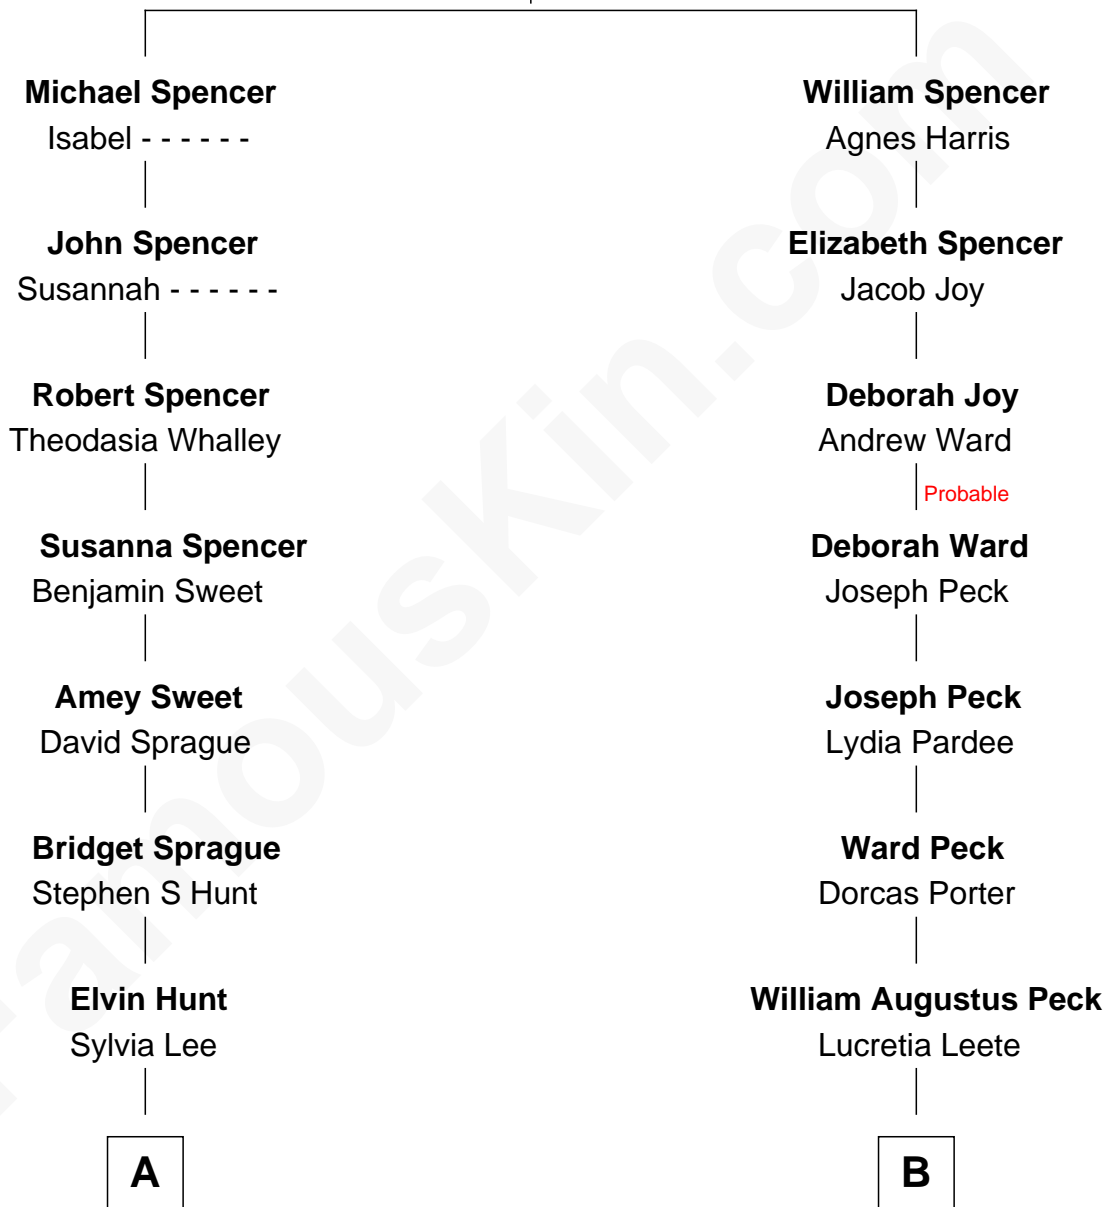 Michael Spencer
Isabel - - - - - -
William Spencer
Agnes Harris
John Spencer
Susannah - - - - - -
Elizabeth Spencer
Jacob Joy
Robert Spencer
Theodasia Whalley
Deborah Joy
Andrew Ward
Probable
Susanna Spencer
Benjamin Sweet
Deborah Ward
Joseph Peck
Amey Sweet
David Sprague
Joseph Peck
Lydia Pardee
Bridget Sprague
Stephen S Hunt
Ward Peck
Dorcas Porter
Elvin Hunt
Sylvia Lee
William Augustus Peck
Lucretia Leete
A
B
FamousKin.com